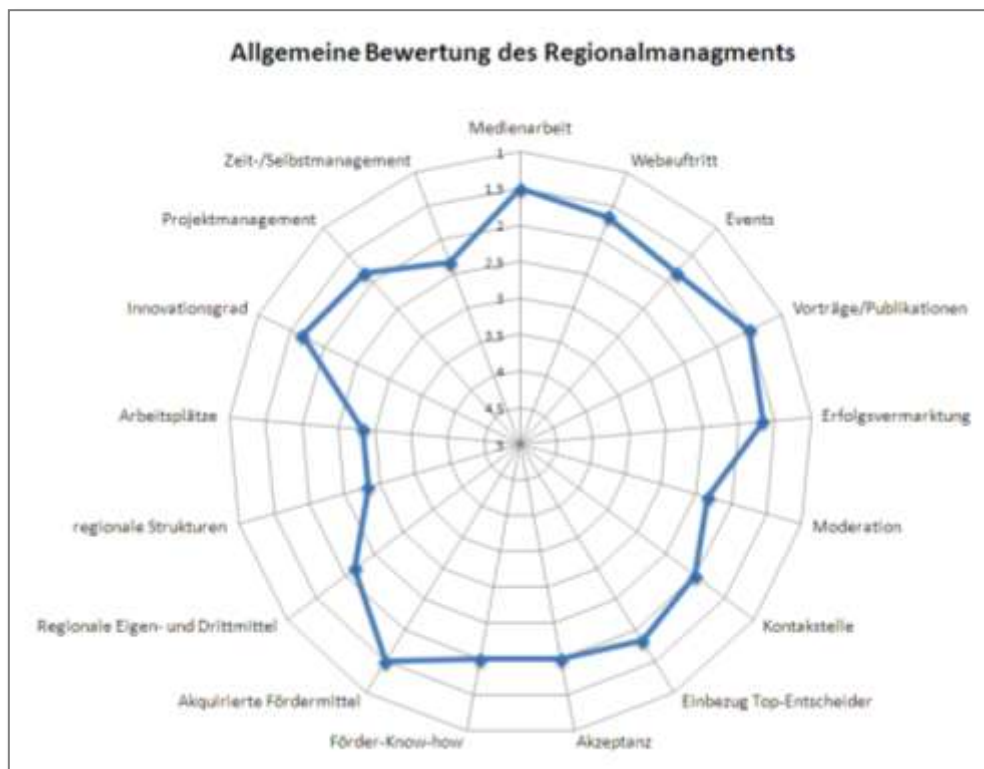 Allgemeine Bewertung des Regionalmanagments
Medienarbeit
Webauftritt
Events
Vorträge/Publikationen
Erfolgsvermarktung
Moderation
Kontakstelle
Einbezug Top-Entscheider
Akzeptanz
Förder-Know-how
Akquirierte Fördermittel
Regionale Eigen- und Drittmittel
regionale Strukturen
Arbeitsplätze
Innovationsgrad
Projektmanagement
Zeit-/Selbstmanagement
1
1,5
2
2,5
3
3,5
4
4,5
5